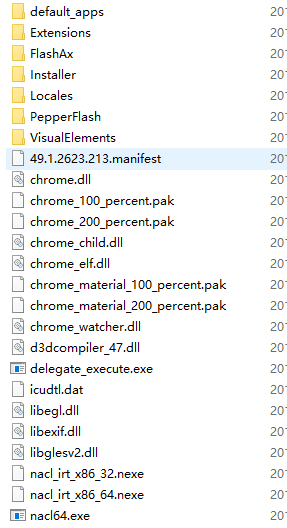 default_apps 201
Extensions 201
FlashAx 201
Installer 201
Locales 201
PepperFlash 201
VisualElements 201
49.1.2623.213.manifest 201
chrome.dll 201
chrome_100_percent.pak 201
chrome_200_percent.pak 201
chrome_child.dll 201
chrome_elf.dll 201
chrome_material_100_percent.pak 201
chrome_material_200_percent.pak 201
chrome_watcher.dll 201
d3dcompiler_47.dll 201
delegate_execute.exe 201
icudtl.dat 201
libegl.dll 201
libexif.dll 201
libglesv2.dll 201
nacl_irt_x86_32.nexe 201
nacl_irt_x86_64.nexe 201
nacl64.exe 201